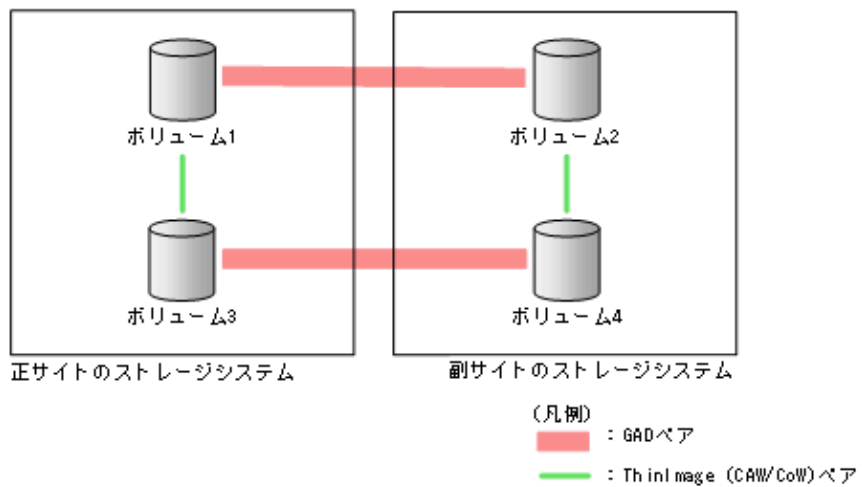 ボリューム1
ボリューム2
ボリューム3
ボリューム4
正サイトのストレージシステム
副サイトのストレージシステム
(凡例)
：GADペア
：ThinImage (CAW/CoW)ペア